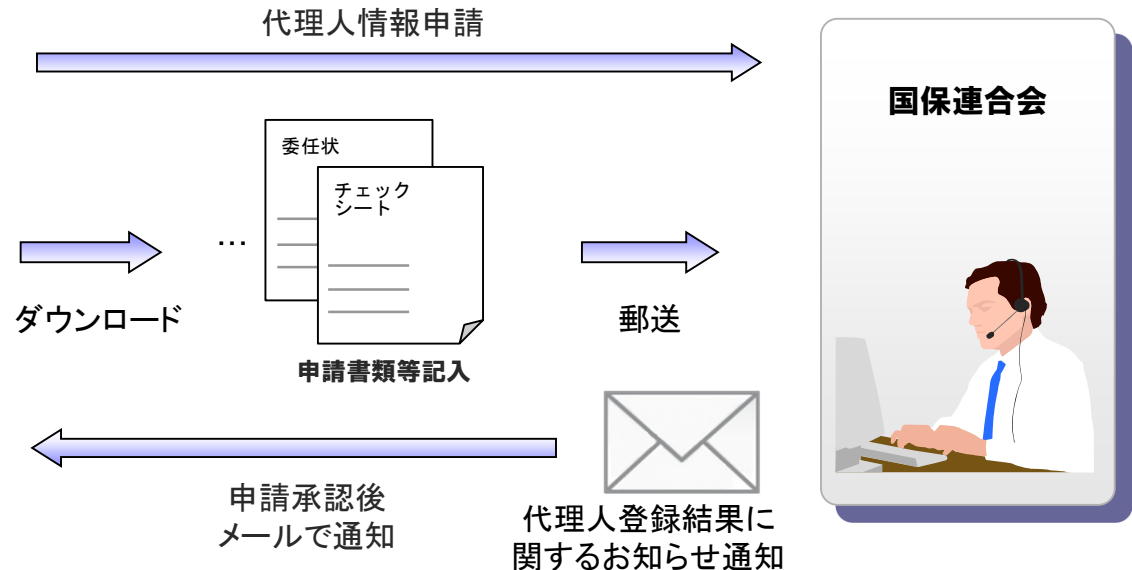 代理人情報申請
国保連合会
委任状
チェック
シート
…
ダウンロード
郵送
申請書類等記入
申請承認後
メールで通知
代理人登録結果に
関するお知らせ通知